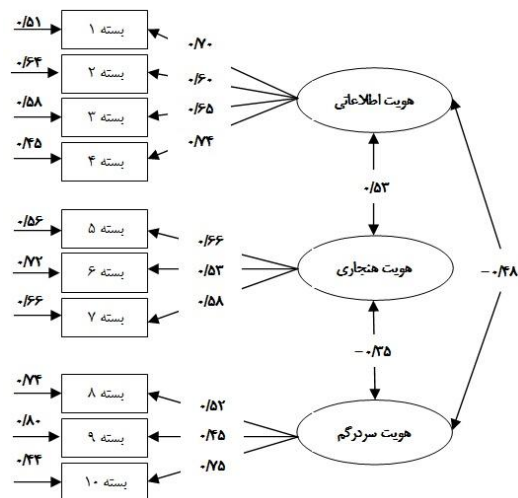 ۰/۵۱
بسته ۱
۰/۷۰
۰/۶۴
بسته ۲
۰/۶۰
هویت اطلاعاتی
۰/۵۸
بسته ۳
۰/۶۵
۰/۴۵
بسته ۴
۰/۷۴
۰/۵۳
۰/۵۶
بسته ۵
۰/۶۶
۰/۷۲
بسته ۶
۰/۵۳
هویت هنجاری
-۰/۴۸
۰/۶۶
بسته ۷
۰/۵۸
-۰/۳۵
۰/۷۴
بسته ۸
۰/۵۲
۰/۸۰
بسته ۹
۰/۴۵
هویت سردرگم
۰/۴۴
بسته ۱۰
۰/۷۵